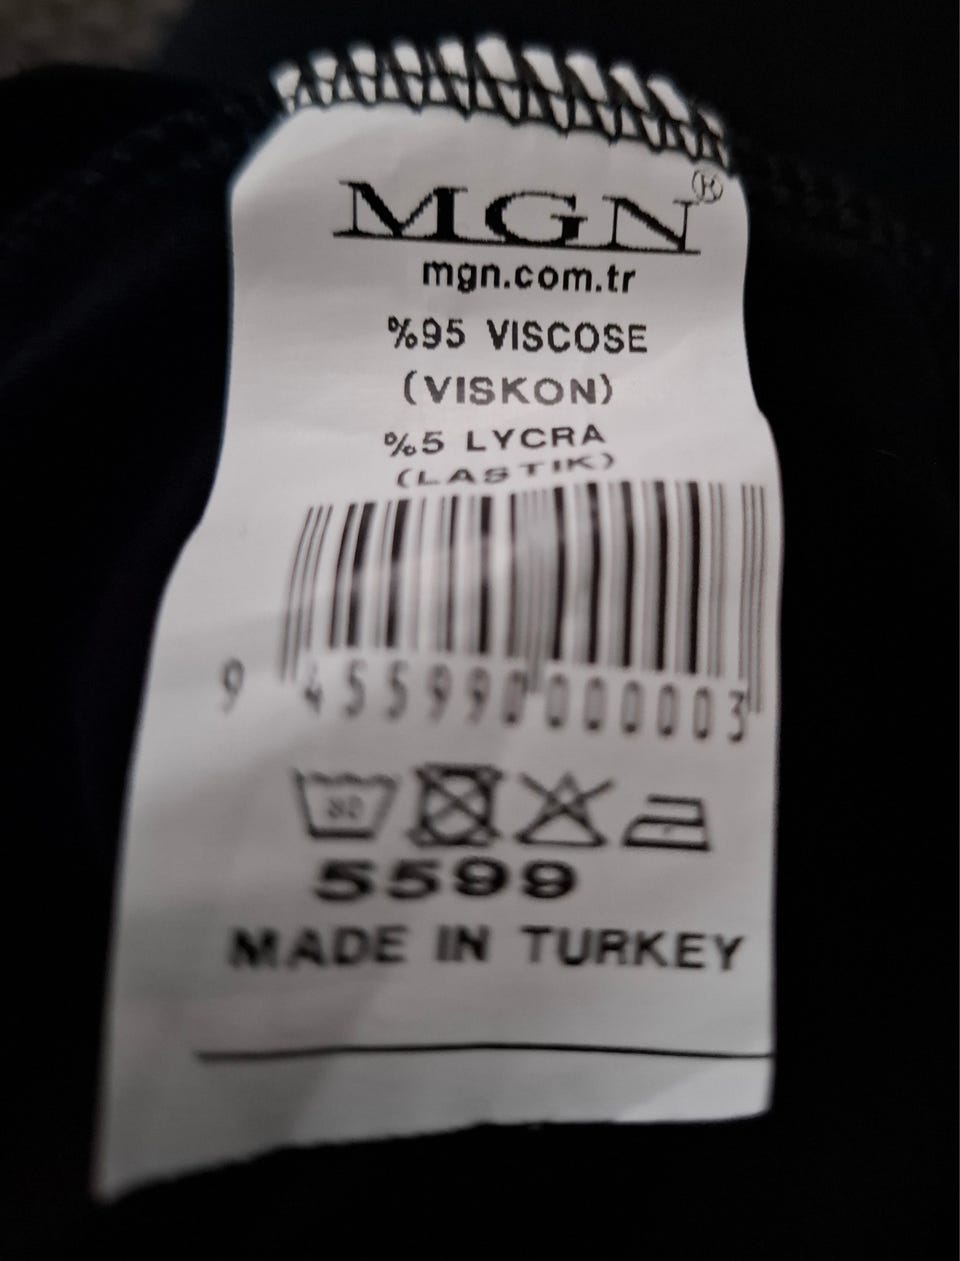 MGN®
mgn.com.tr
%95 VISCOSE
(VISKON)
%5 LYCRA
(LASTIK)
9 455990 000003
30
5599
MADE IN TURKEY